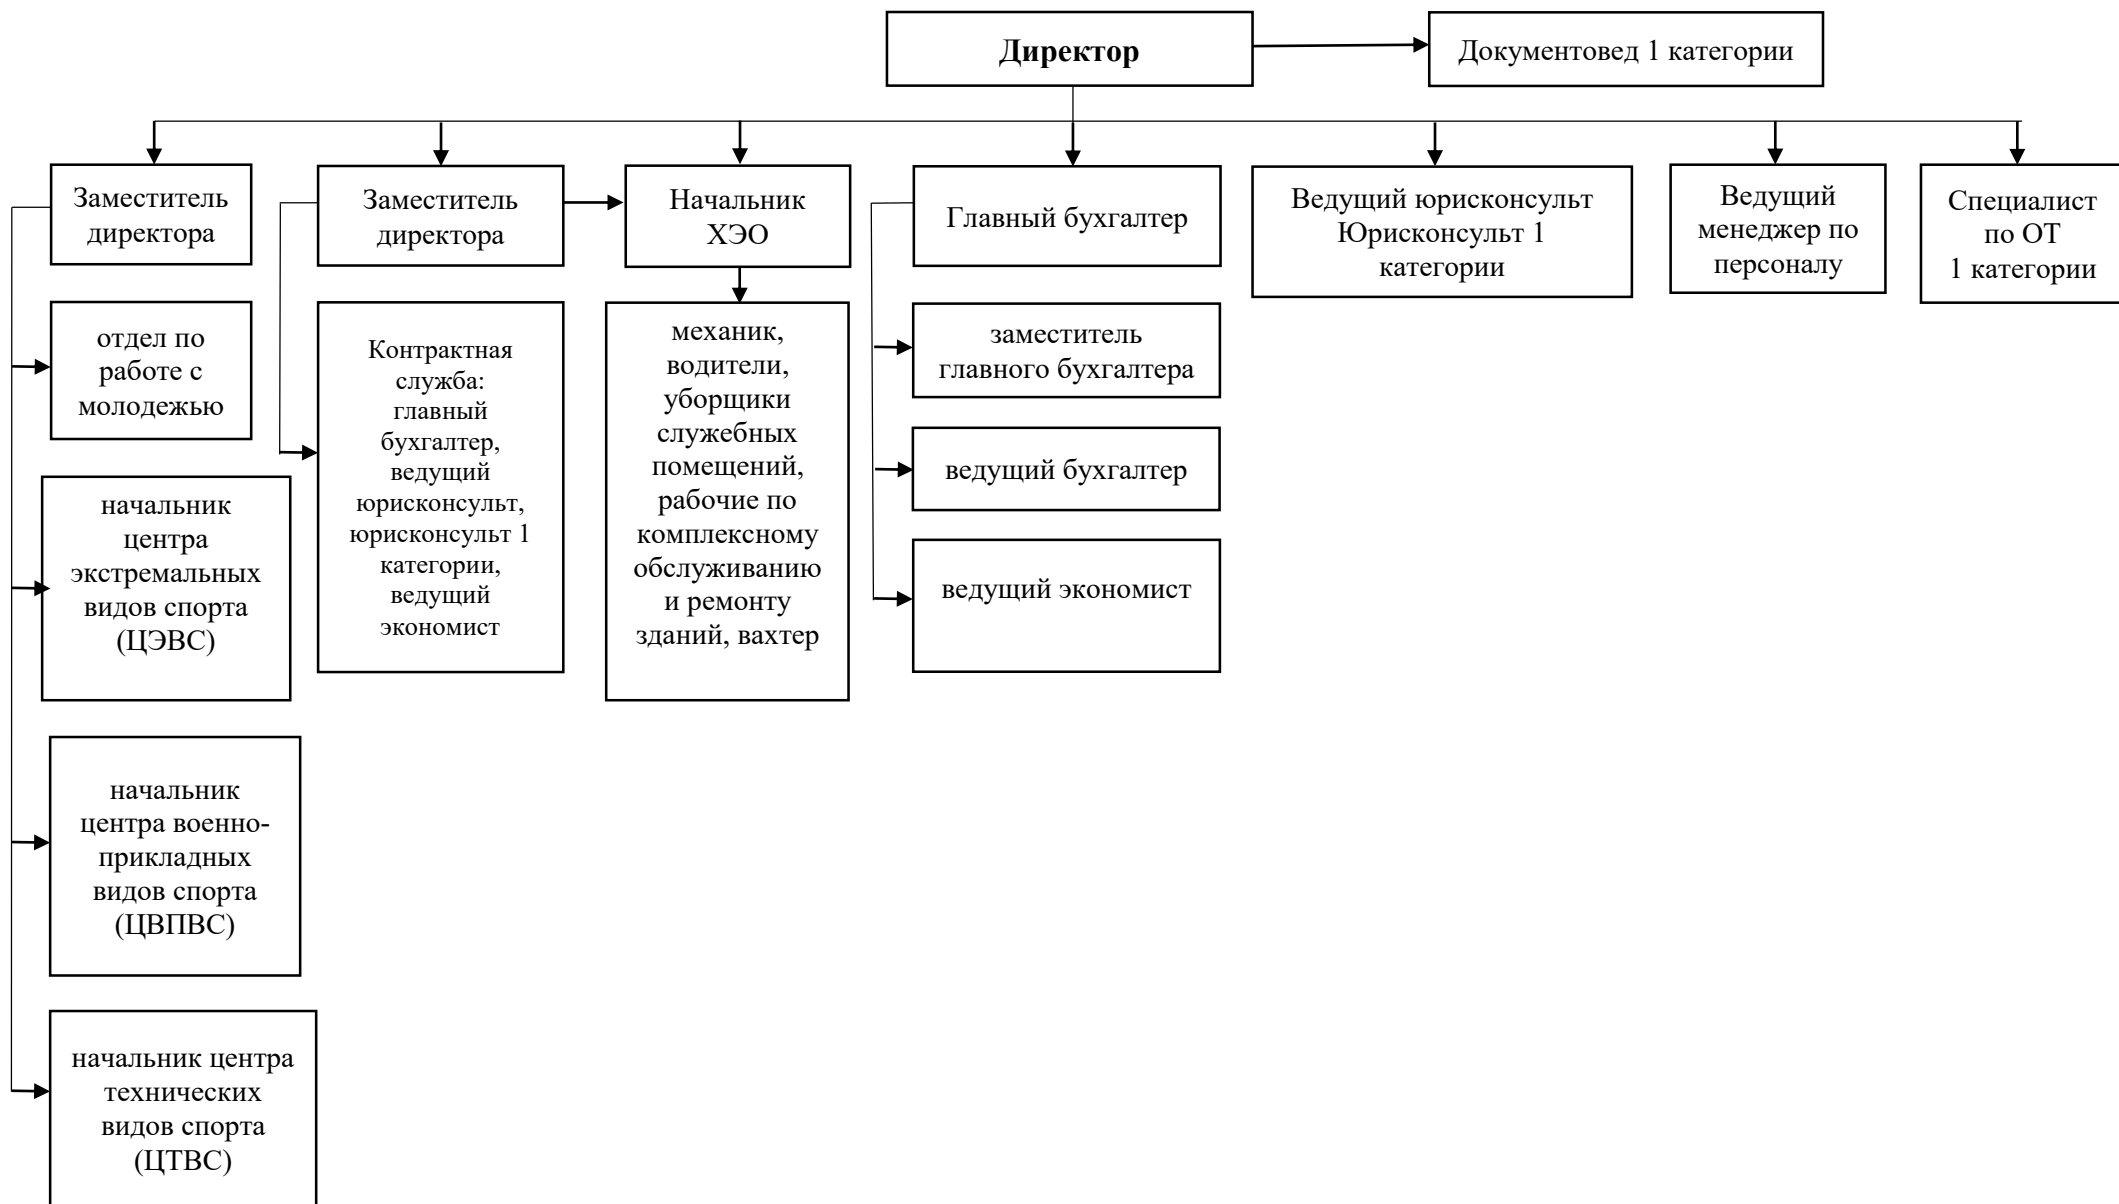 Директор
Документовед 1 категории
Заместитель
директора
Заместитель
директора
Начальник
ХЭО
Главный бухгалтер
Ведущий юрисконсульт
Юрисконсульт 1
категории
Ведущий
менеджер по
персоналу
Специалист
по ОТ
1 категории
отдел по
работе с
молодежью
начальник
центра
экстремальных
видов спорта
(ЦЭВС)
начальник
центра военно-
прикладных
видов спорта
(ЦВПВС)
начальник центра
технических
видов спорта
(ЦТВС)
Контрактная
служба:
главный
бухгалтер,
ведущий
юрисконсульт,
юрисконсульт 1
категории,
ведущий
экономист
механик,
водители,
уборщики
служебных
помещений,
рабочие по
комплексному
обслуживанию
и ремонту
зданий, вахтер
заместитель
главного бухгалтера
ведущий бухгалтер
ведущий экономист